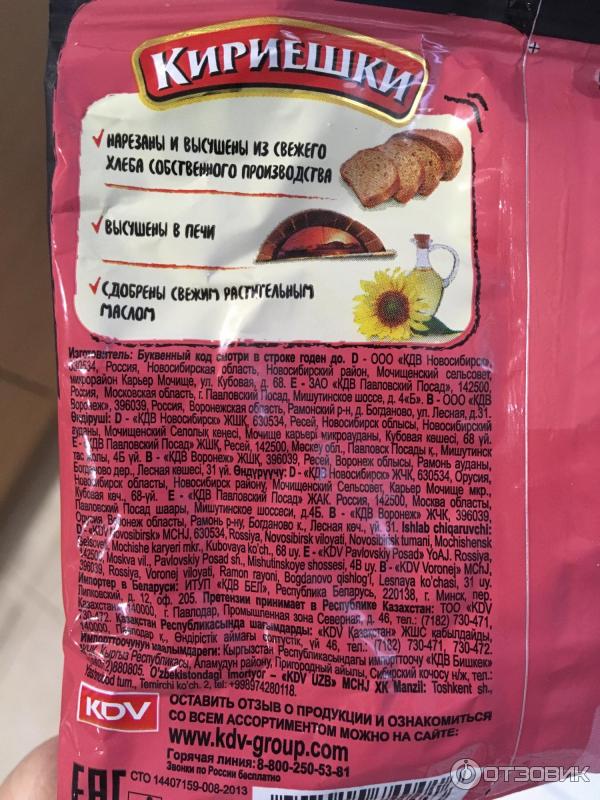 КИРИЕШКИ
НАРЕЗАНЫ И ВЫСУШЕНЫ ИЗ СВЕЖЕГО
ХЛЕБА СОБСТВЕННОГО ПРОИЗВОДСТВА
ВЫСУШЕНЫ В ПЕЧИ
СДОБРЕНЫ СВЕЖИМ РАСТИТЕЛЬНЫМ
МАСЛОМ
Изготовитель: Буквенный код смотри в строке годен до. D - ООО «КДВ Новосибирск»,
630534, Россия, Новосибирская область, Новосибирский район, Мочищенский сельсовет,
микрорайон Карьер Мочище, ул. Кубовая, д. 68. Е - ЗАО «КДВ Павловский Посад», 142500,
Россия, Московская область, г. Павловский Посад, Мишутинское шоссе, д. 4«Б». В - ООО «КДВ
Воронеж», 396039, Россия, Воронежская область, Рамонский р-н, д. Богданово, ул. Лесная, д.31.
Өндіруші: D - «КДВ Новосибирск» ЖШҚ, 630534, Ресей, Новосибирск облысы, Новосибирск
ауданы, Мочищенский Селолық кеңесі, Мочище карьері микроауданы, Кубовая көшесі, 68 үй.
Е - «КДВ Павловский Посад» ЖШҚ, Ресей, 142500, Мәскеу обл., Павловск Посады қ., Мишутинск
тас жолы, 4Б үй. В - «КДВ Воронеж» ЖШҚ, 396039, Ресей, Воронеж облысы, Рамонь ауданы,
Богданово дер., Лесная көшесі, 31 үй. Өндүрүүчү: D - «КДВ Новосибирск» ЖЧК, 630534, Орусия,
Новосибирск областы, Новосибирск району, Мочищенский Сельсовет, Карьер Мочище мкр.,
Кубовая көч., 68-үй. Е - «КДВ Павловский Посад» ЖАК. Россия, 142500, Москва областы,
Павловский Посад шаары, Мишутинское шоссеси, д.4Б. В - «КДВ Воронеж» ЖЧК, 396039,
Орусия Воронеж областы, Рамонь р-ну, Богданово к., Лесная көч., үй. 31. Ishlab chiqaruvchi:
D - «KDV Novosibirsk» MCHJ, 630534, Rossiya, Novosibirsk viloyati, Novosibirsk tumani, Mochishensk
Selsovet, Mochishe karyeri mkr., Kubovaya ko'ch., 68 uy. E - «KDV Pavlovskiy Posad» YoAJ. Rossiya,
142500, Moskva vil., Pavlovskiy Posad sh., Mishutinskoye shossesi, 4B uy. B - «KDV Voronej» MChJ,
396039, Rossiya, Voronej viloyati, Ramon rayoni, Bogdanovo qishlog'i, Lesnaya ko'chasi, 31 uy.
Импортер в Беларуси: ИТУП «КДВ БЕЛ», Республика Беларусь, 220138, г. Минск, пер.
Липковский, д. 12, оф. 205. Претензии принимает в Республике Казахстан: ТОО «KDV
Казахстан», 140000, г. Павлодар, Промышленная зона Северная, д. 46, тел.: (7182) 730-471,
730-472. Қазақстан Республикасында шағымдарды: «KDV Қазақстан» ЖШС қабылдайды,
140000, Павлодар қ., Өндірістік аймағы солтүстік, үй 46, тел.: (7132) 730-471, 730-472.
Импорттоочунун маалымдареги: Кыргызстан Республикасындагы импорттоочу «КДВ Бишкек»
ЖЧК, Кыргыз Республикасы, Аламудун району, Пригородный айылы, Сибирский кочосу н/ж, тел.:
880805. O'zbekistondagi Imortyor – «KDV UZB» MCHJ XK Manzil: Toshkent sh.,
tum., Temirchi ko'ch. 2, tel: +998974280118.
KDV
ОСТАВИТЬ ОТЗЫВ О ПРОДУКЦИИ И ОЗНАКОМИТЬСЯ
СО ВСЕМ АССОРТИМЕНТОМ МОЖНО НА САЙТЕ:
www.kdv-group.com
Горячая линия: 8-800-250-53-81
Звонки по России бесплатно
EAC СТО 14407159-008-2013
ОТЗОВИК